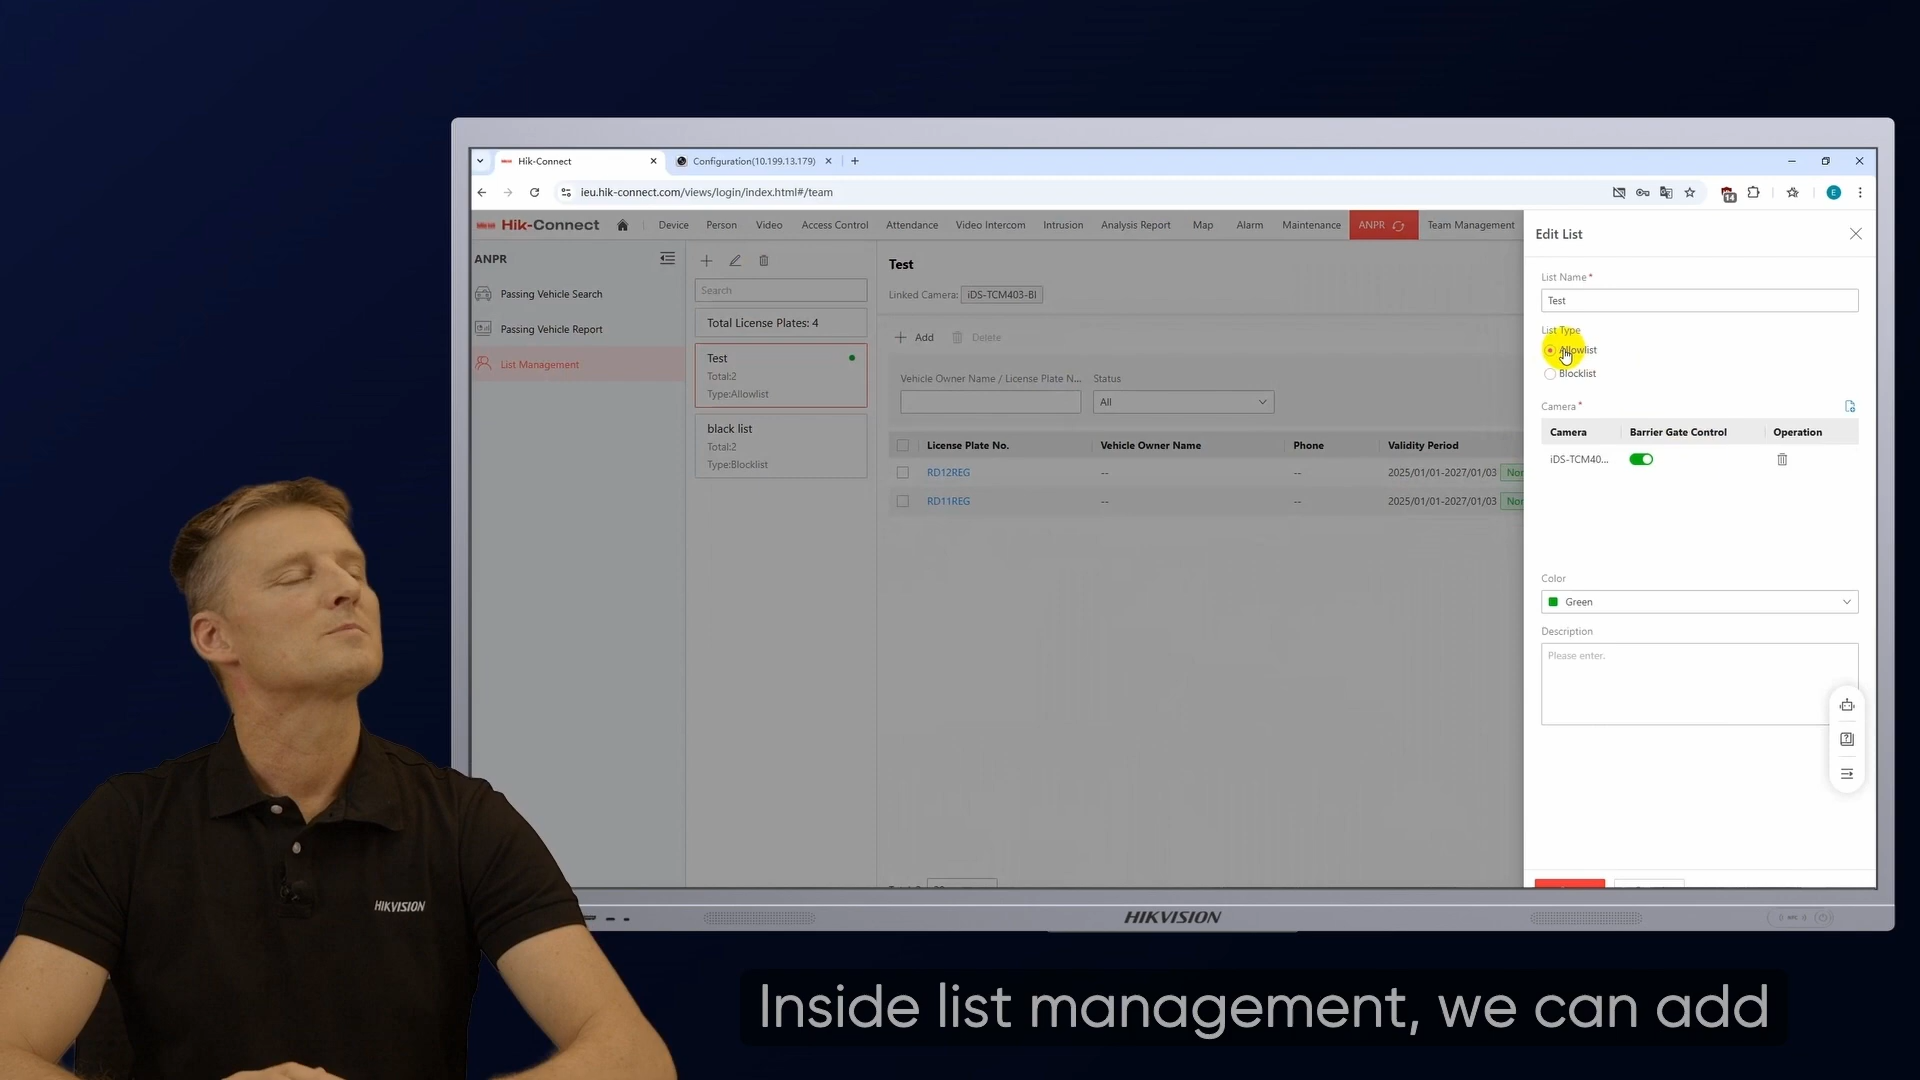 Hik-Connect
Configuration(10.199.13.179)
ieu.hik-connect.com/views/login/index.html#/team
14
E
Hik-Connect
Device
Person
Video
Access Control
Attendance
Video Intercom
Intrusion
Analysis Report
Map
Alarm
Maintenance
ANPR
Team Management
ANPR
Passing Vehicle Search
Passing Vehicle Report
List Management
Search
Total License Plates: 4
Test
Total:2
Type:Allowlist
black list
Total:2
Type:Blocklist
Test
Linked Camera: iDS-TCM403-BI
Add
Delete
Vehicle Owner Name / License Plate N...
Status
All
License Plate No.
Vehicle Owner Name
Phone
Validity Period
RD12REG
--
--
2025/01/01-2027/01/03
Nor
RD11REG
--
--
2025/01/01-2027/01/03
Nor
Edit List
List Name *
Test
List Type
Allowlist
Blocklist
Camera *
Camera
Barrier Gate Control
Operation
iDS-TCM40...
Color
Green
Description
Please enter.
HIKVISION
HIKVISION
Inside list management, we can add